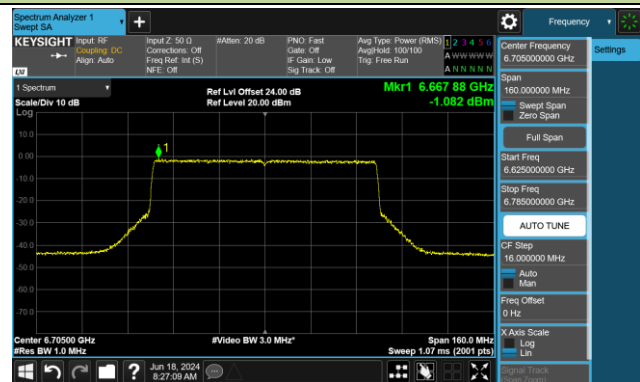 Spectrum Analyzer 1
Swept SA
+
Frequency
KEYSIGHT
Input: RF
Coupling: DC
Align: Auto
Input Z: 50 Ω
Corrections: Off
Freq Ref: Int (S)
NFE: Off
#Atten: 20 dB
PNO: Fast
Gate: Off
IF Gain: Low
Sig Track: Off
Avg Type: Power (RMS)
Avg|Hold: 100/100
Trig: Free Run
1 2 3 4 5 6
A W W W W W
A N N N N N
LXI
1 Spectrum
Scale/Div 10 dB
Log
Ref Lvl Offset 24.00 dB
Ref Level 20.00 dBm
Mkr1 6.667 88 GHz
-1.082 dBm
1
10.0
0.00
-10.0
-20.0
-30.0
-40.0
-50.0
-60.0
-70.0
Center 6.70500 GHz
#Res BW 1.0 MHz
#Video BW 3.0 MHz*
Span 160.0 MHz
Sweep 1.07 ms (2001 pts)
Center Frequency
6.705000000 GHz
Settings
Span
160.000000 MHz
Swept Span
Zero Span
Full Span
Start Freq
6.625000000 GHz
Stop Freq
6.785000000 GHz
AUTO TUNE
CF Step
16.000000 MHz
Auto
Man
Freq Offset
0 Hz
X Axis Scale
Log
Lin
Signal Track
(Span Zoom)
?
Jun 18, 2024
8:27:09 AM